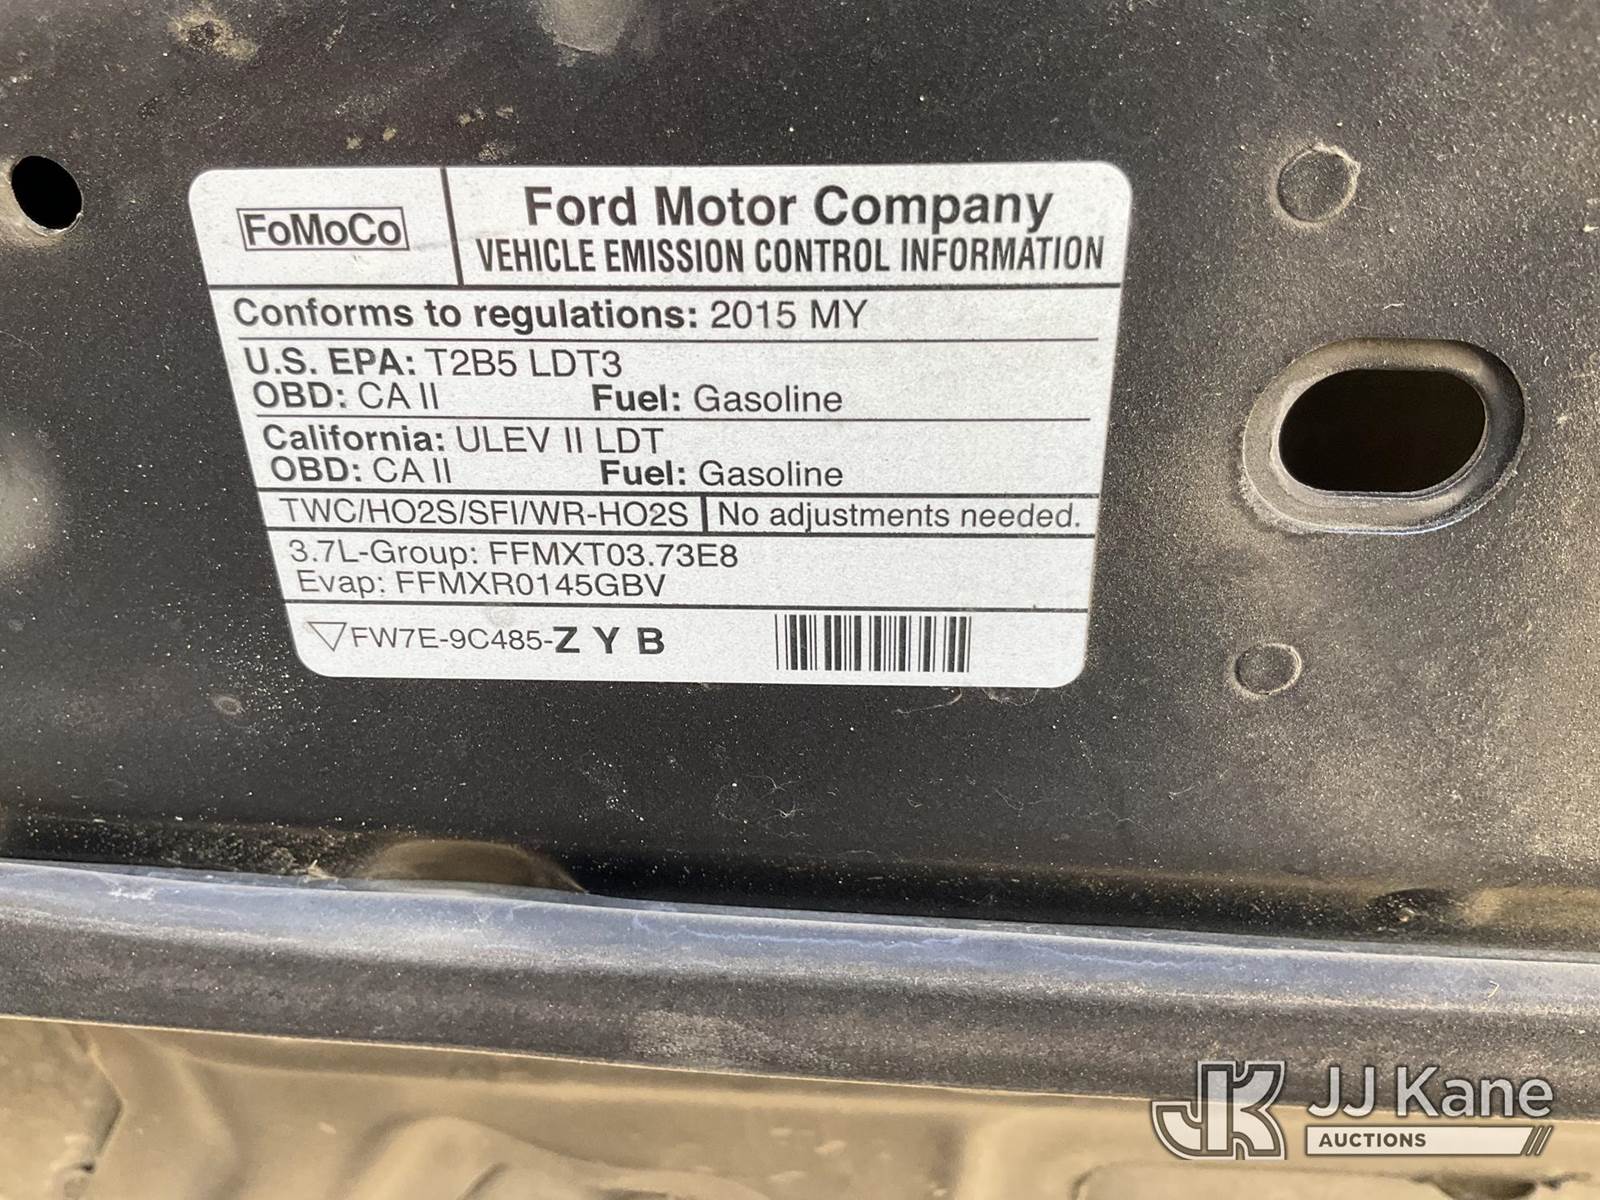 FoMoCo
Ford Motor Company
VEHICLE EMISSION CONTROL INFORMATION
Conforms to regulations: 2015 MY
U.S. EPA: T2B5 LDT3
OBD: CA II Fuel: Gasoline
California: ULEV II LDT
OBD: CA II Fuel: Gasoline
TWC/HO2S/SFI/WR-HO2S No adjustments needed.
3.7L-Group: FFMXT03.73E8
Evap: FFMXR0145GBV
FW7E-9C485-Z Y B
JK JJ Kane
AUCTIONS